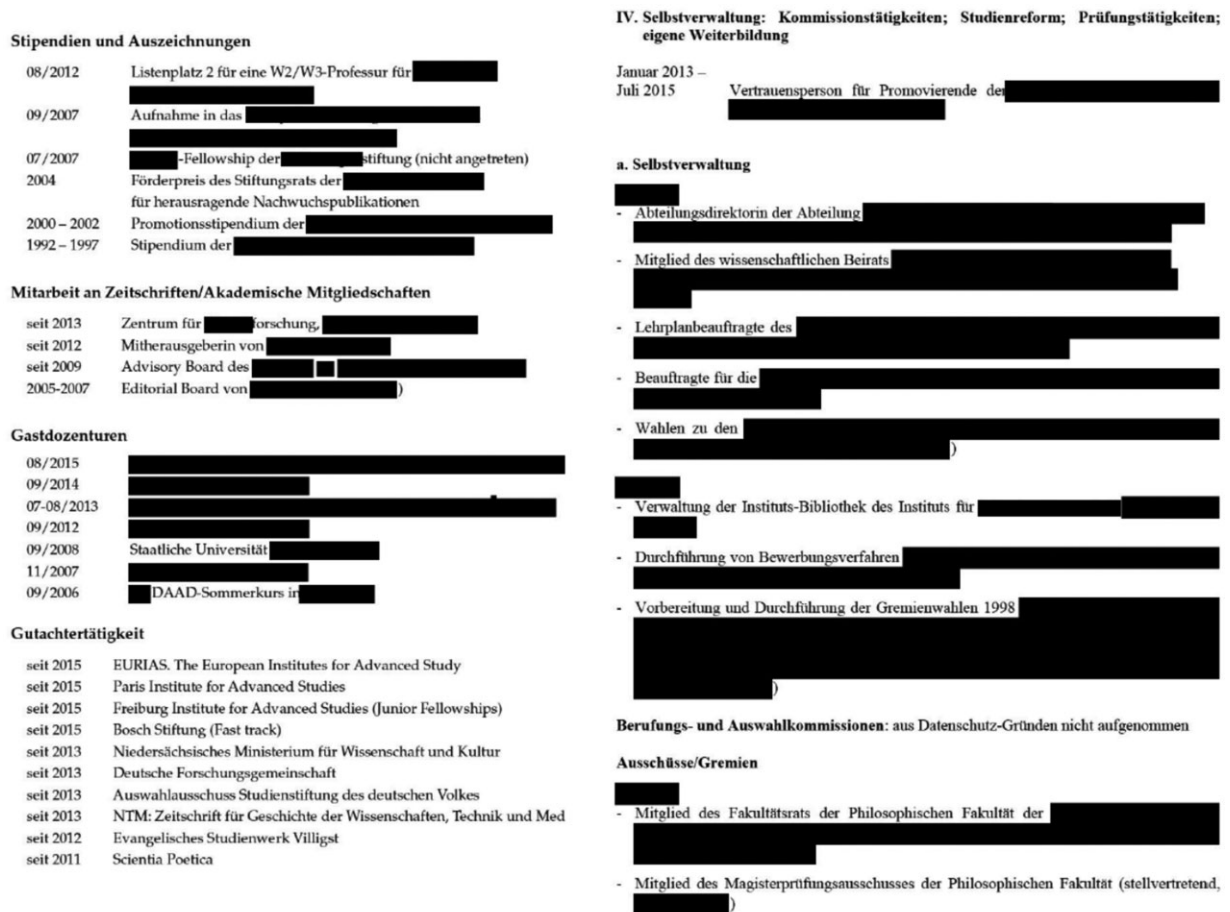 Stipendien und Auszeichnungen
08/2012 Listenplatz 2 für eine W2/W3-Professur für
09/2007 Aufnahme in das
07/2007 -Fellowship der stiftung (nicht angetreten)
2004 Förderpreis des Stiftungsrats der
für herausragende Nachwuchspublikationen
2000 – 2002 Promotionsstipendium der
1992 – 1997 Stipendium der
Mitarbeit an Zeitschriften/Akademische Mitgliedschaften
seit 2013 Zentrum für forschung,
seit 2012 Mitherausgeberin von
seit 2009 Advisory Board des
2005-2007 Editorial Board von )
Gastdozenturen
08/2015
09/2014
07-08/2013
09/2012
09/2008 Staatliche Universität
11/2007
09/2006 DAAD-Sommerkurs in
Gutachtertätigkeit
seit 2015 EURIAS. The European Institutes for Advanced Study
seit 2015 Paris Institute for Advanced Studies
seit 2015 Freiburg Institute for Advanced Studies (Junior Fellowships)
seit 2015 Bosch Stiftung (Fast track)
seit 2013 Niedersächsisches Ministerium für Wissenschaft und Kultur
seit 2013 Deutsche Forschungsgemeinschaft
seit 2013 Auswahlausschuss Studienstiftung des deutschen Volkes
seit 2013 NTM: Zeitschrift für Geschichte der Wissenschaften, Technik und Med
seit 2012 Evangelisches Studienwerk Villigst
seit 2011 Scientia Poetica
IV. Selbstverwaltung: Kommissionstätigkeiten; Studienreform; Prüfungstätigkeiten;
eigene Weiterbildung
Januar 2013 –
Juli 2015 Vertrauensperson für Promovierende der
a. Selbstverwaltung
- Abteilungsdirektorin der Abteilung
- Mitglied des wissenschaftlichen Beirats
- Lehrplanbeauftragte des
- Beauftragte für die
- Wahlen zu den
)
- Verwaltung der Instituts-Bibliothek des Instituts für
- Durchführung von Bewerbungsverfahren
- Vorbereitung und Durchführung der Gremienwahlen 1998
)
Berufungs- und Auswahlkommissionen: aus Datenschutz-Gründen nicht aufgenommen
Ausschüsse/Gremien
- Mitglied des Fakultätsrats der Philosophischen Fakultät der
- Mitglied des Magisterprüfungsausschusses der Philosophischen Fakultät (stellvertretend,
)